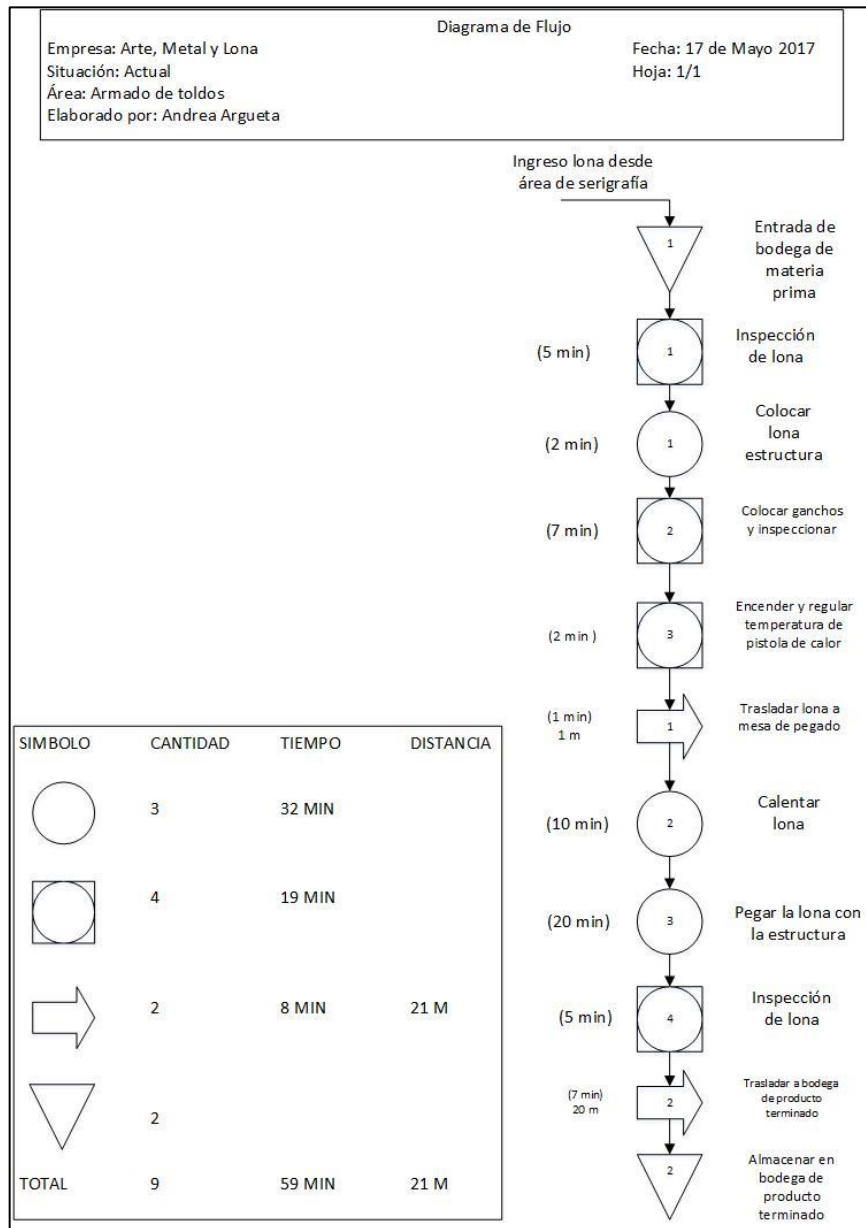 Diagrama de Flujo
Empresa: Arte, Metal y Lona
Fecha: 17 de Mayo 2017
Situación: Actual
Hoja: 1/1
Área: Armado de toldos
Elaborado por: Andrea Argueta
Ingreso lona desde
área de serigrafía
1
Entrada de
bodega de
materia
prima
(5 min)
1
Inspección
de lona
(2 min)
1
Colocar
lona
estructura
(7 min)
2
Colocar ganchos
y inspeccionar
(2 min )
3
Encender y regular
temperatura de
pistola de calor
(1 min)
1 m
1
Trasladar lona a
mesa de pegado
(10 min)
2
Calentar
lona
(20 min)
3
Pegar la lona con
la estructura
(5 min)
4
Inspección
de lona
(7 min)
20 m
2
Trasladar a bodega
de producto
terminado
2
Almacenar en
bodega de
producto
terminado
SIMBOLO CANTIDAD TIEMPO DISTANCIA
3 32 MIN
4 19 MIN
2 8 MIN 21 M
2
TOTAL 9 59 MIN 21 M